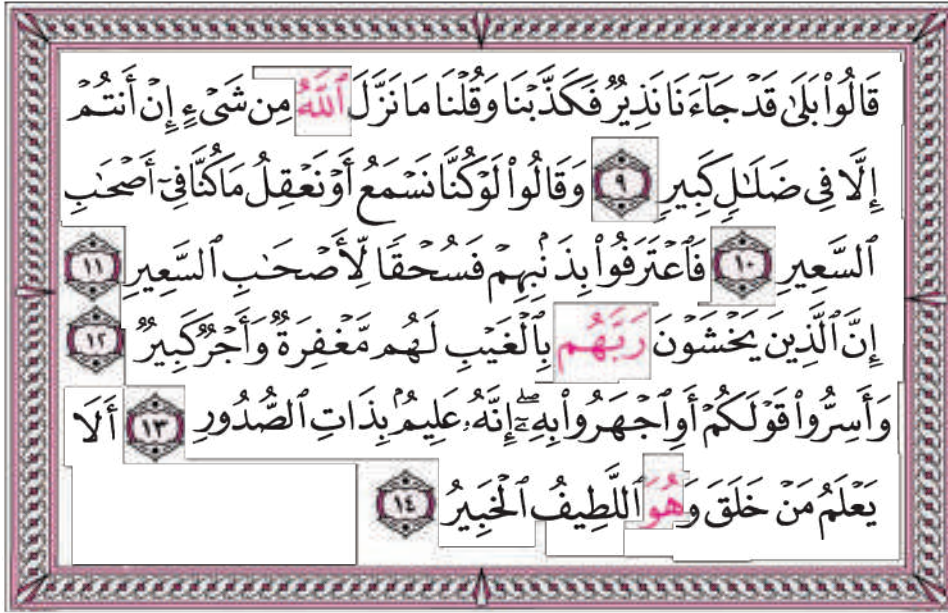 قَالُوا۟ بَلَىٰ قَدْ جَآءَنَا نَذِيرٌ فَكَذَّبْنَا وَقُلْنَا مَا نَزَّلَ ٱللَّهُ مِن شَىْءٍ إِنْ أَنتُمْ
إِلَّا فِى ضَلَٰلٍ كَبِيرٍ ٩ وَقَالُوا۟ لَوْ كُنَّا نَسْمَعُ أَوْ نَعْقِلُ مَا كُنَّا فِىٓ أَصْحَٰبِ
ٱلسَّعِيرِ ١٠ فَٱعْتَرَفُوا۟ بِذَنۢبِهِمْ فَسُحْقًا لِّأَصْحَٰبِ ٱلسَّعِيرِ ١١
إِنَّ ٱلَّذِينَ يَخْشَوْنَ رَبَّهُم بِٱلْغَيْبِ لَهُم مَّغْفِرَةٌ وَأَجْرٌ كَبِيرٌ ١٢
وَأَسِرُّوا۟ قَوْلَكُمْ أَوِ ٱجْهَرُوا۟ بِهِۦٓ ۖ إِنَّهُۥ عَلِيمٌۢ بِذَاتِ ٱلصُّدُورِ ١٣ أَلَا
يَعْلَمُ مَنْ خَلَقَ وَهُوَ ٱللَّطِيفُ ٱلْخَبِيرُ ١٤